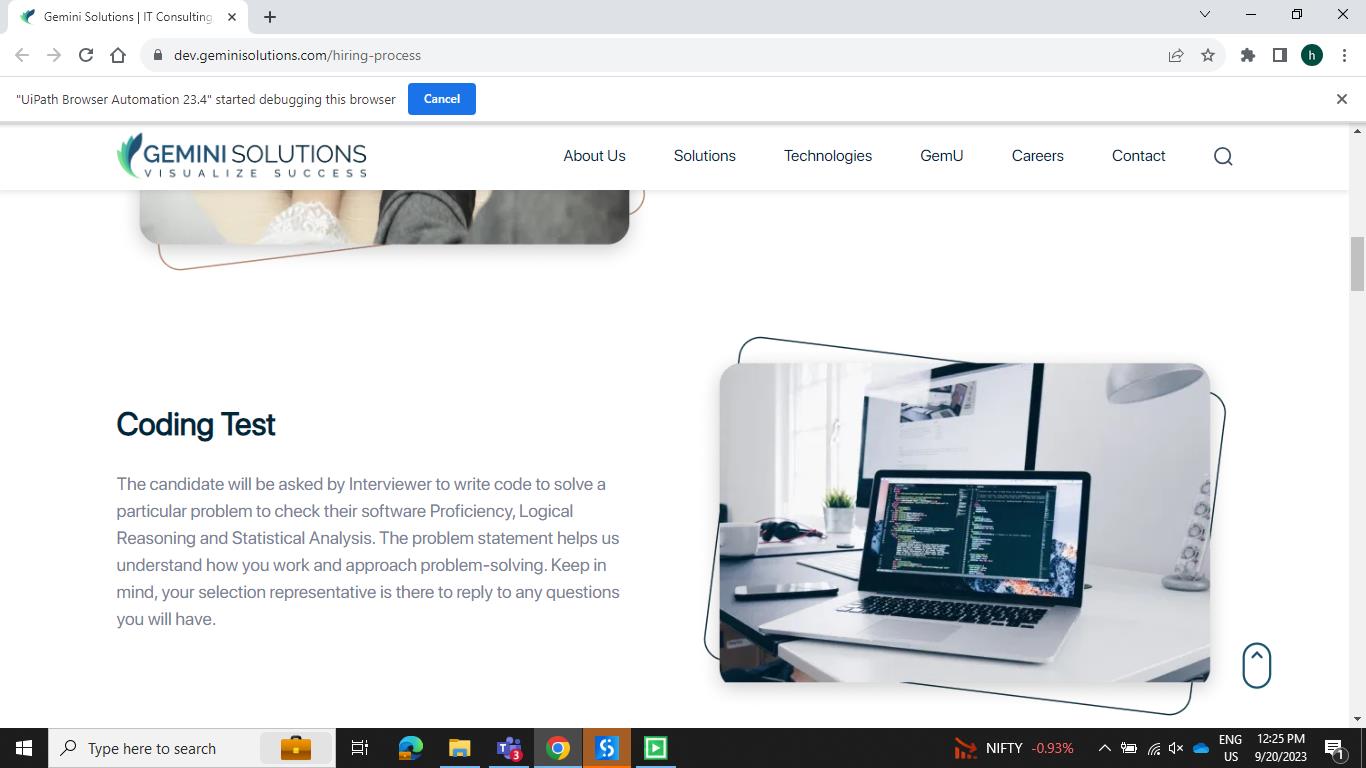 Gemini Solutions | IT Consulting
dev.geminisolutions.com/hiring-process
h
"UiPath Browser Automation 23.4" started debugging this browser
Cancel
GEMINI SOLUTIONS
VISUALIZE SUCCESS
About Us
Solutions
Technologies
GemU
Careers
Contact
Coding Test
The candidate will be asked by Interviewer to write code to solve a
particular problem to check their software Proficiency, Logical
Reasoning and Statistical Analysis. The problem statement helps us
understand how you work and approach problem-solving. Keep in
mind, your selection representative is there to reply to any questions
you will have.
Type here to search
3
NIFTY -0.93%
ENG
US
12:25 PM
9/20/2023
1